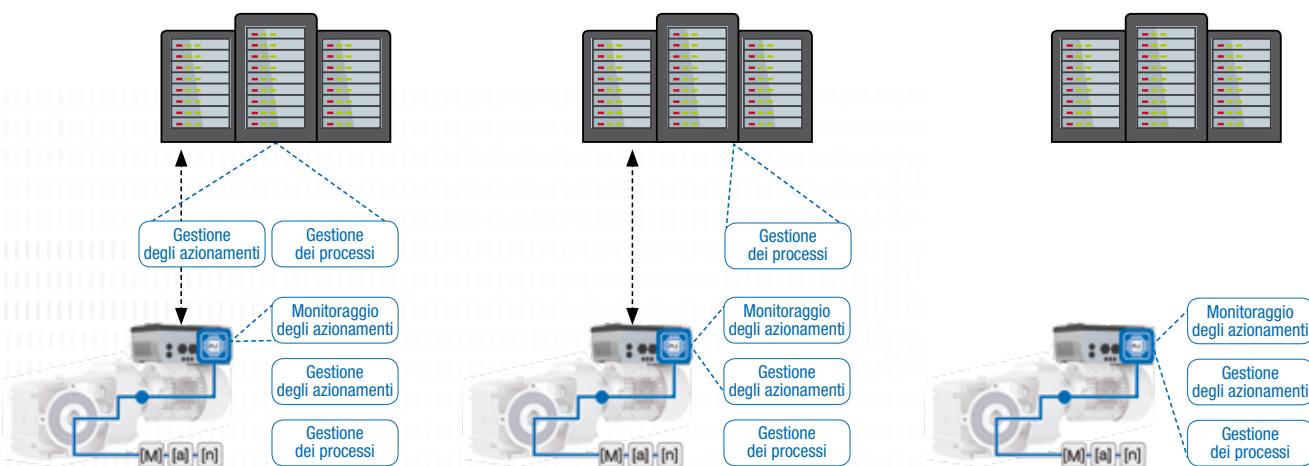 Gestione
degli azionamenti
Gestione
dei processi
Monitoraggio
degli azionamenti
Gestione
degli azionamenti
Gestione
dei processi
[M]-[a]-[n]
Gestione
dei processi
Monitoraggio
degli azionamenti
Gestione
degli azionamenti
Gestione
dei processi
[M]-[a]-[n]
Monitoraggio
degli azionamenti
Gestione
degli azionamenti
Gestione
dei processi
[M]-[a]-[n]